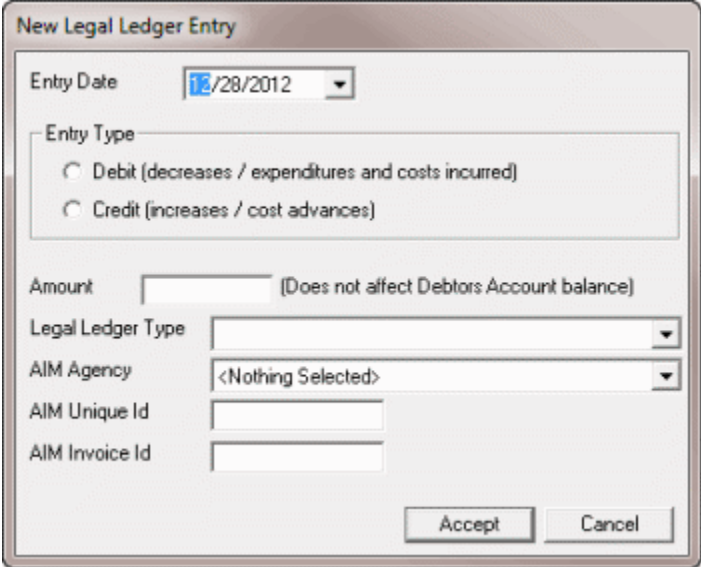 New Legal Ledger Entry
Entry Date 12/28/2012
Entry Type
Debit (decreases / expenditures and costs incurred)
Credit (increases / cost advances)
Amount (Does not affect Debtors Account balance)
Legal Ledger Type
AIM Agency <Nothing Selected>
AIM Unique Id
AIM Invoice Id
Accept Cancel